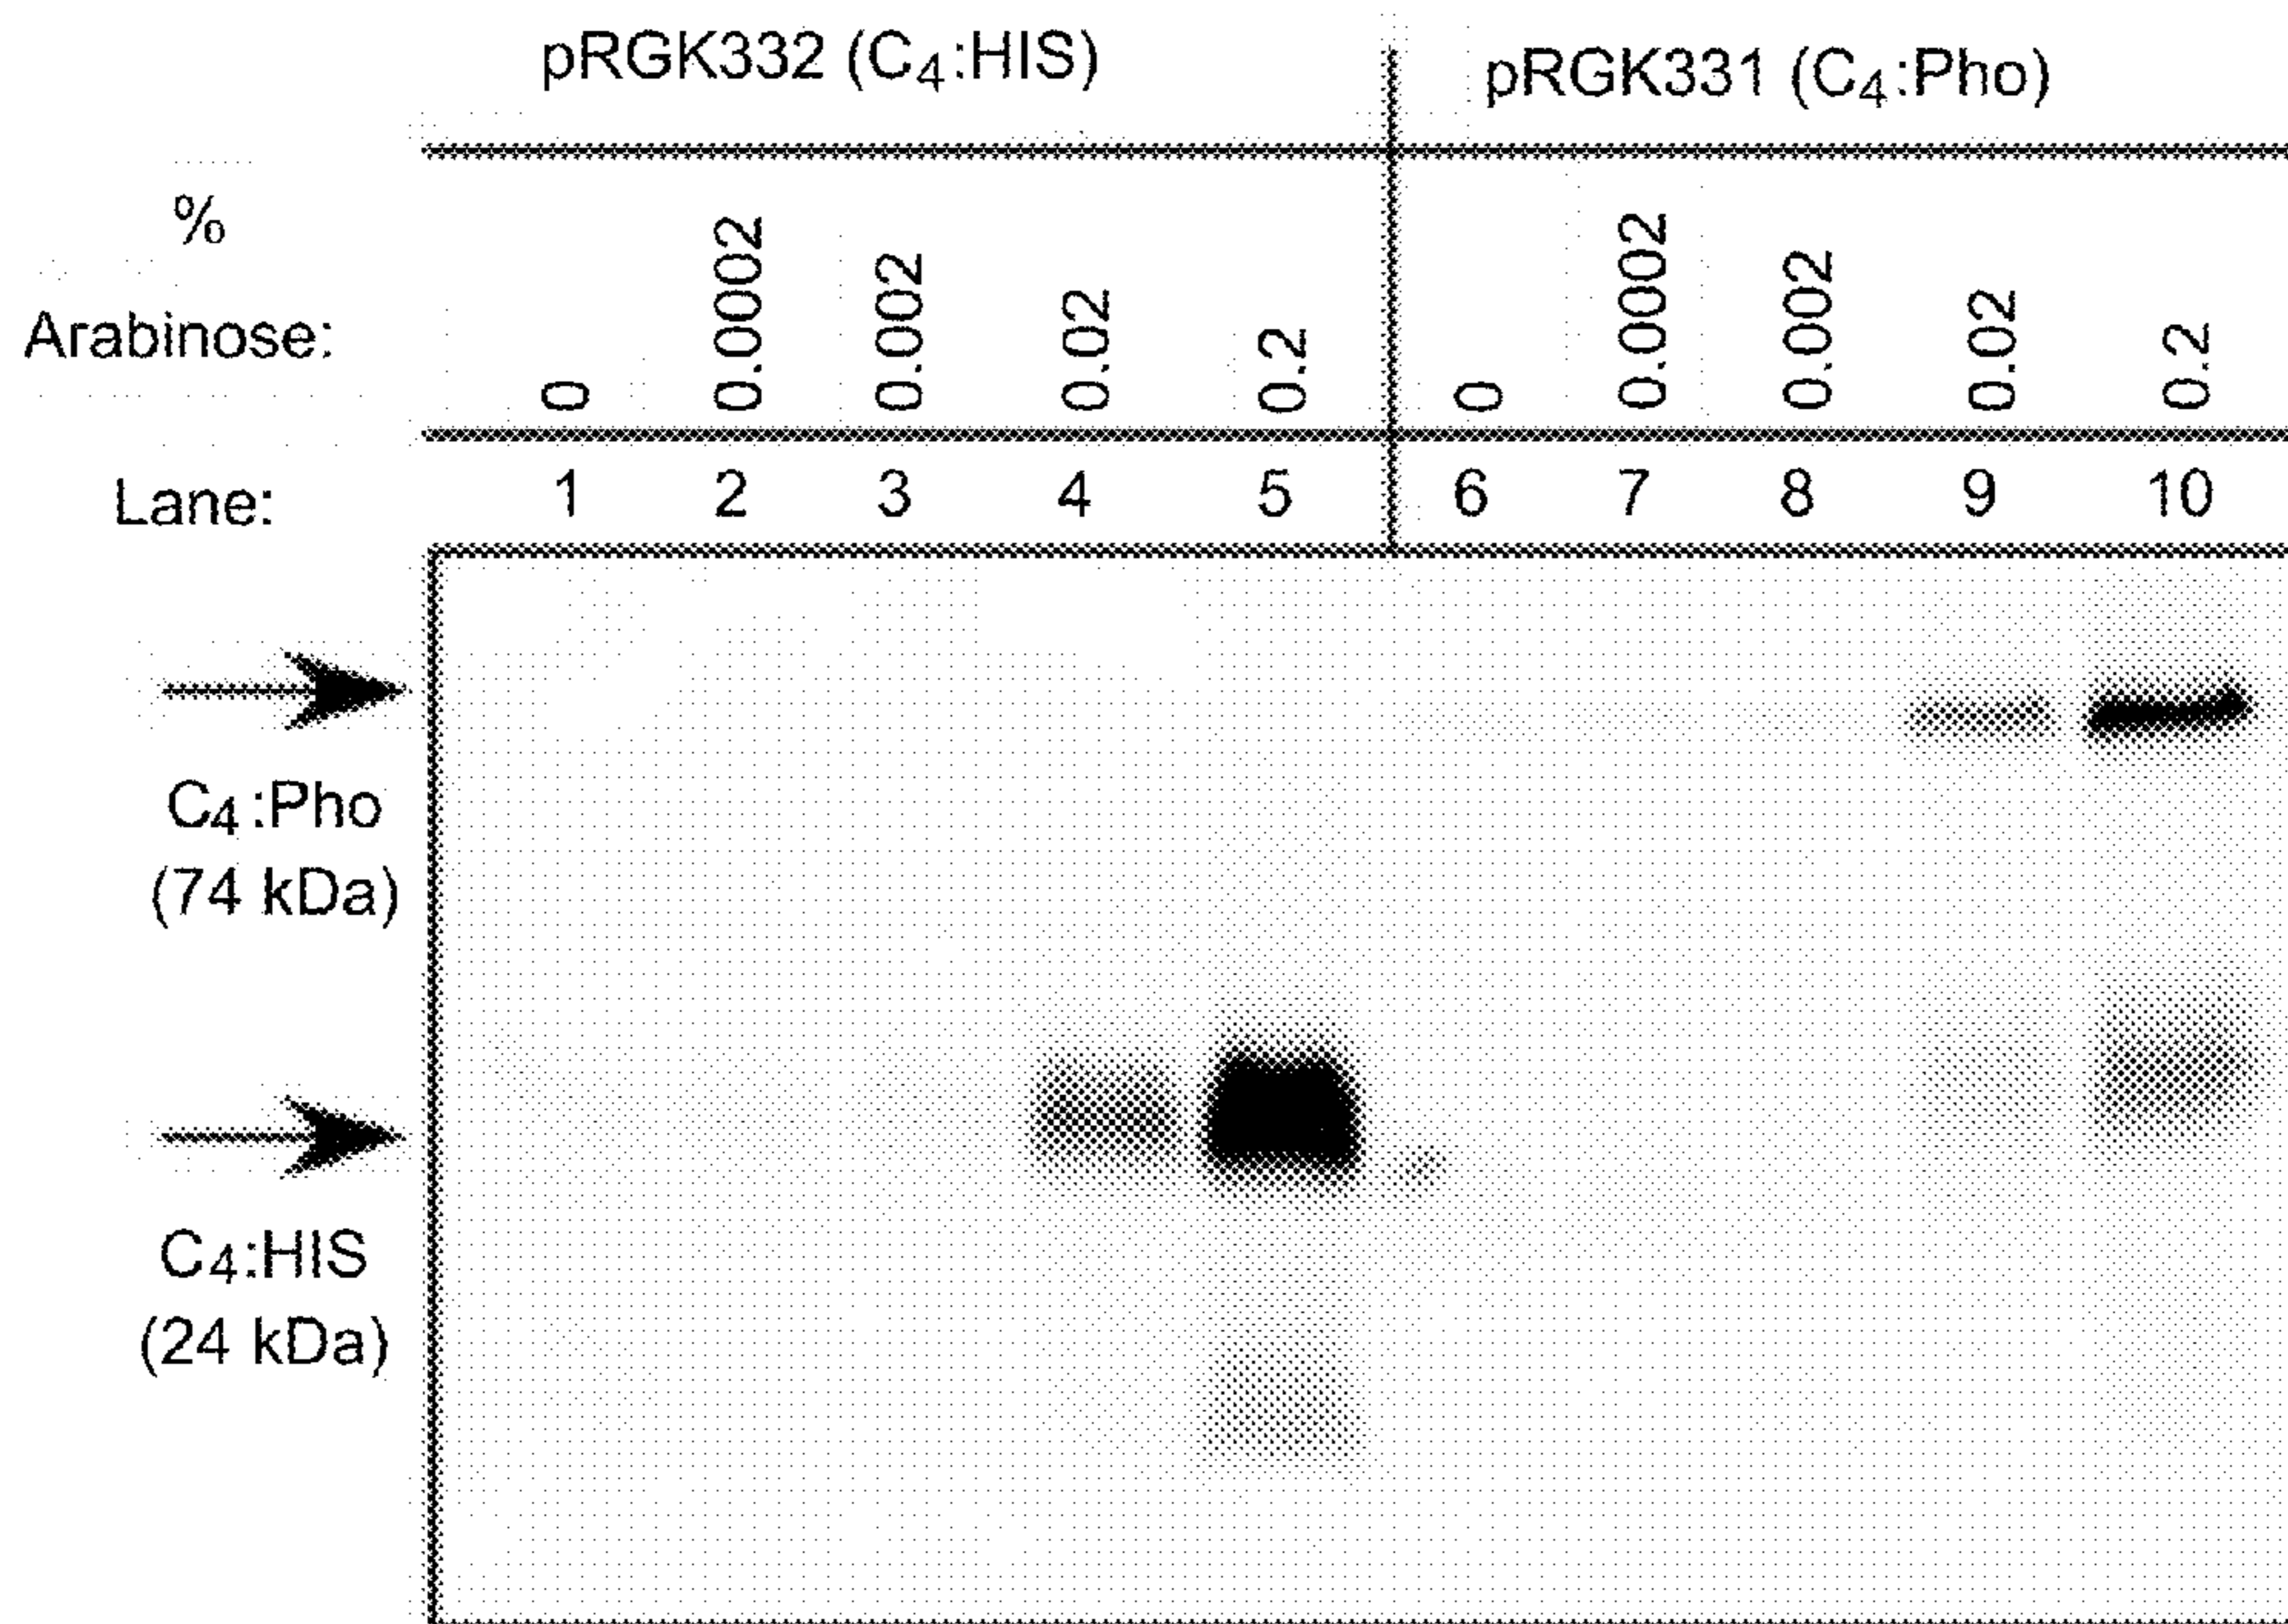 pRGK332 (C4:HIS) pRGK331 (C4:Pho)
%
Arabinose: 0 0.0002 0.002 0.02 0.2 0 0.0002 0.002 0.02 0.2
Lane: 1 2 3 4 5 6 7 8 9 10
C4:Pho
(74 kDa)
C4:HIS
(24 kDa)